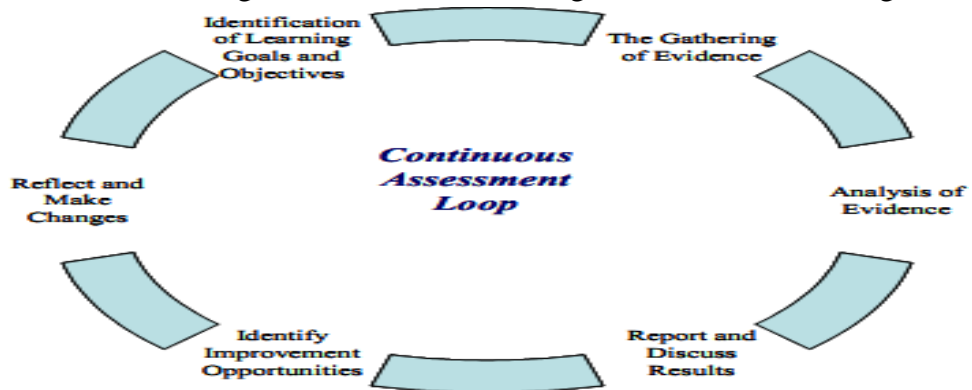 Identification
of Learning
Goals and
Objectives
The Gathering
of Evidence
Continuous
Assessment
Loop
Reflect and
Make
Changes
Analysis of
Evidence
Identify
Improvement
Opportunities
Report and
Discuss
Results